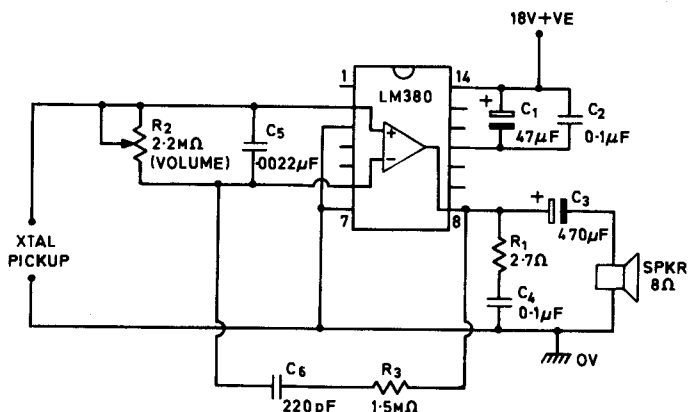 18V+VE
1
14
LM380
+
C1
47µF
C2
0·1µF
R2
2·2MΩ
(VOLUME)
C5
·0022µF
+
−
7
8
+
C3
470µF
XTAL
PICKUP
R1
2·7Ω
C4
0·1µF
SPKR
8Ω
0V
C6
220pF
R3
1·5MΩ